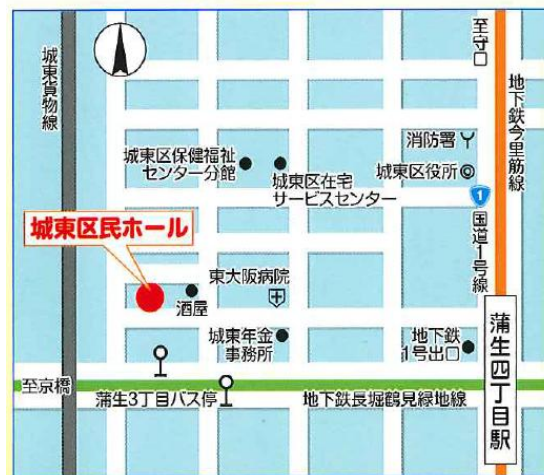 城東貨物線
至守口
地下鉄今里筋線
消防署
城東区役所
城東区保健福祉
センター分館
城東区在宅
サービスセンター
1
国道1号線
城東区民ホール
東大阪病院
酒屋
城東年金
事務所
地下鉄
1号出口
蒲生四丁目駅
至京橋
蒲生3丁目バス停
地下鉄長堀鶴見緑地線